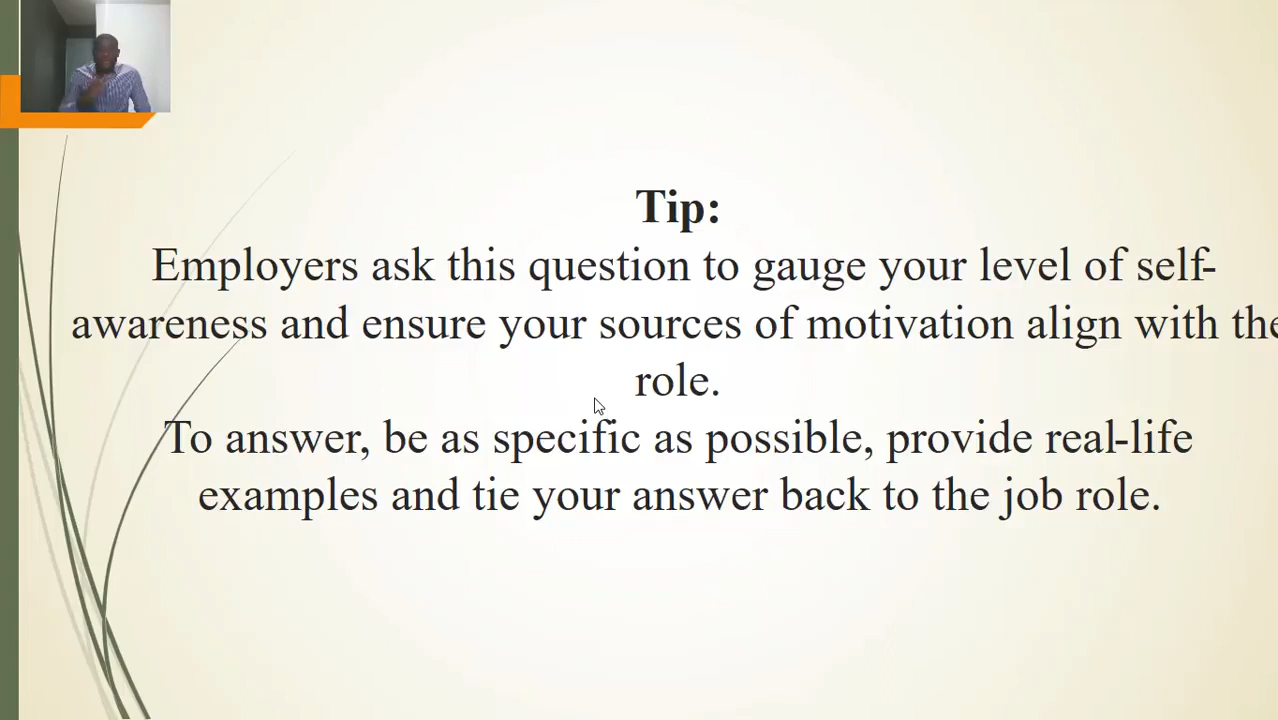 Tip:
Employers ask this question to gauge your level of self-
awareness and ensure your sources of motivation align with the
role.
To answer, be as specific as possible, provide real-life
examples and tie your answer back to the job role.